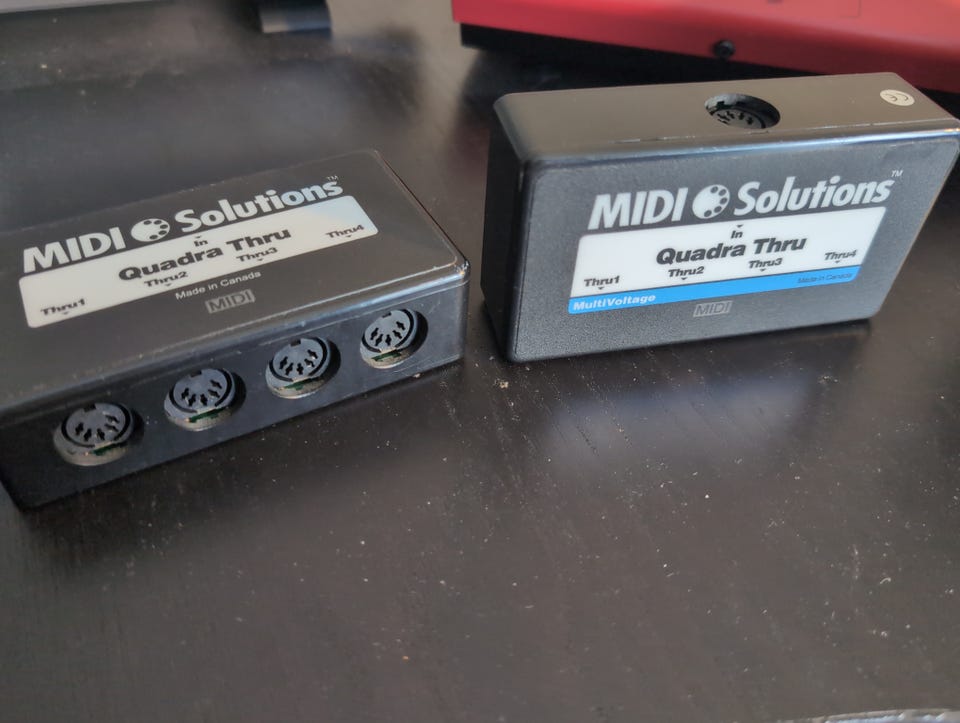 MIDI Solutions™
In
Quadra Thru
Thru1 Thru2 Thru3 Thru4
Made in Canada
MIDI
CE
MIDI Solutions™
In
Quadra Thru
Thru1 Thru2 Thru3 Thru4
MultiVoltage Made in Canada
MIDI